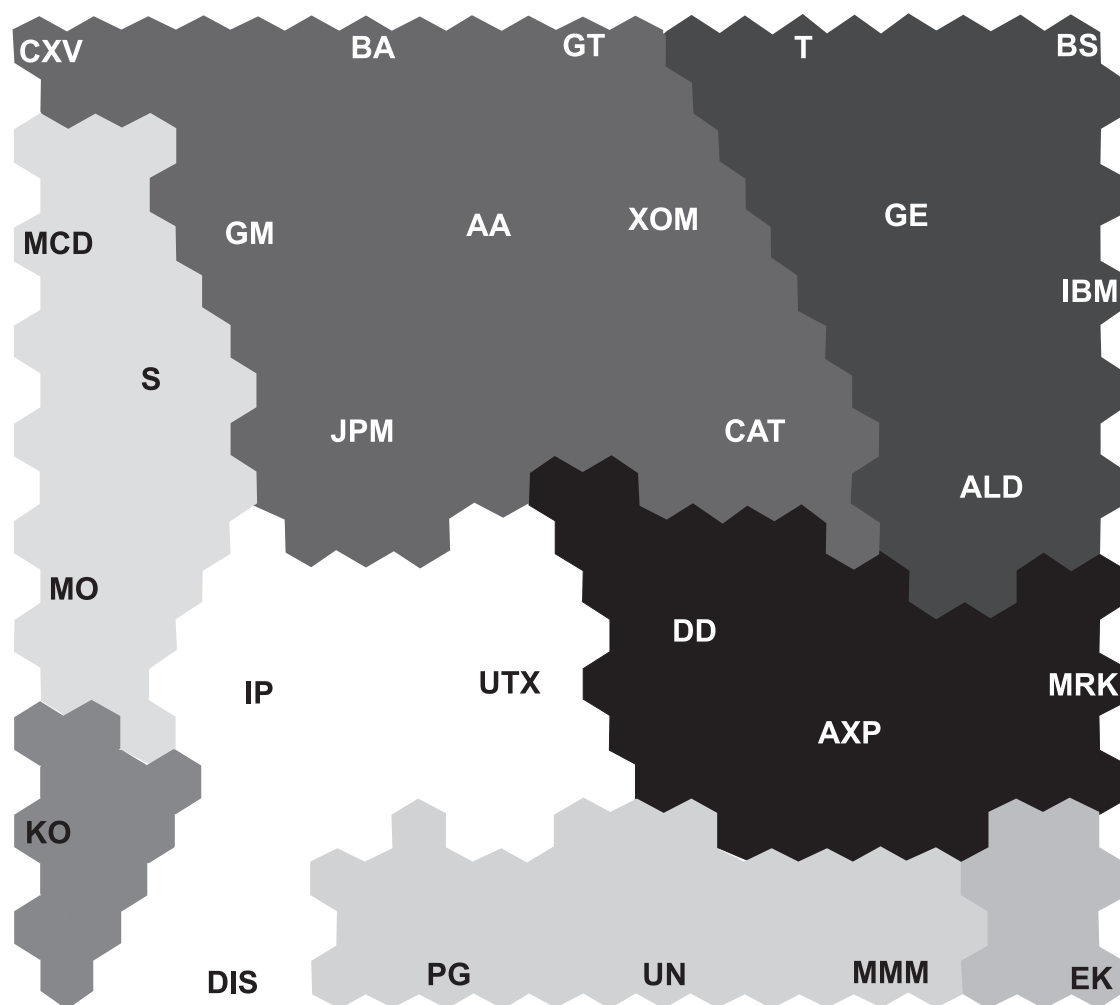 CXV BA GT T BS
MCD GM AA XOM GE
IBM
S
JPM CAT
ALD
MO
DD
IP UTX MRK
AXP
KO
DIS PG UN MMM EK